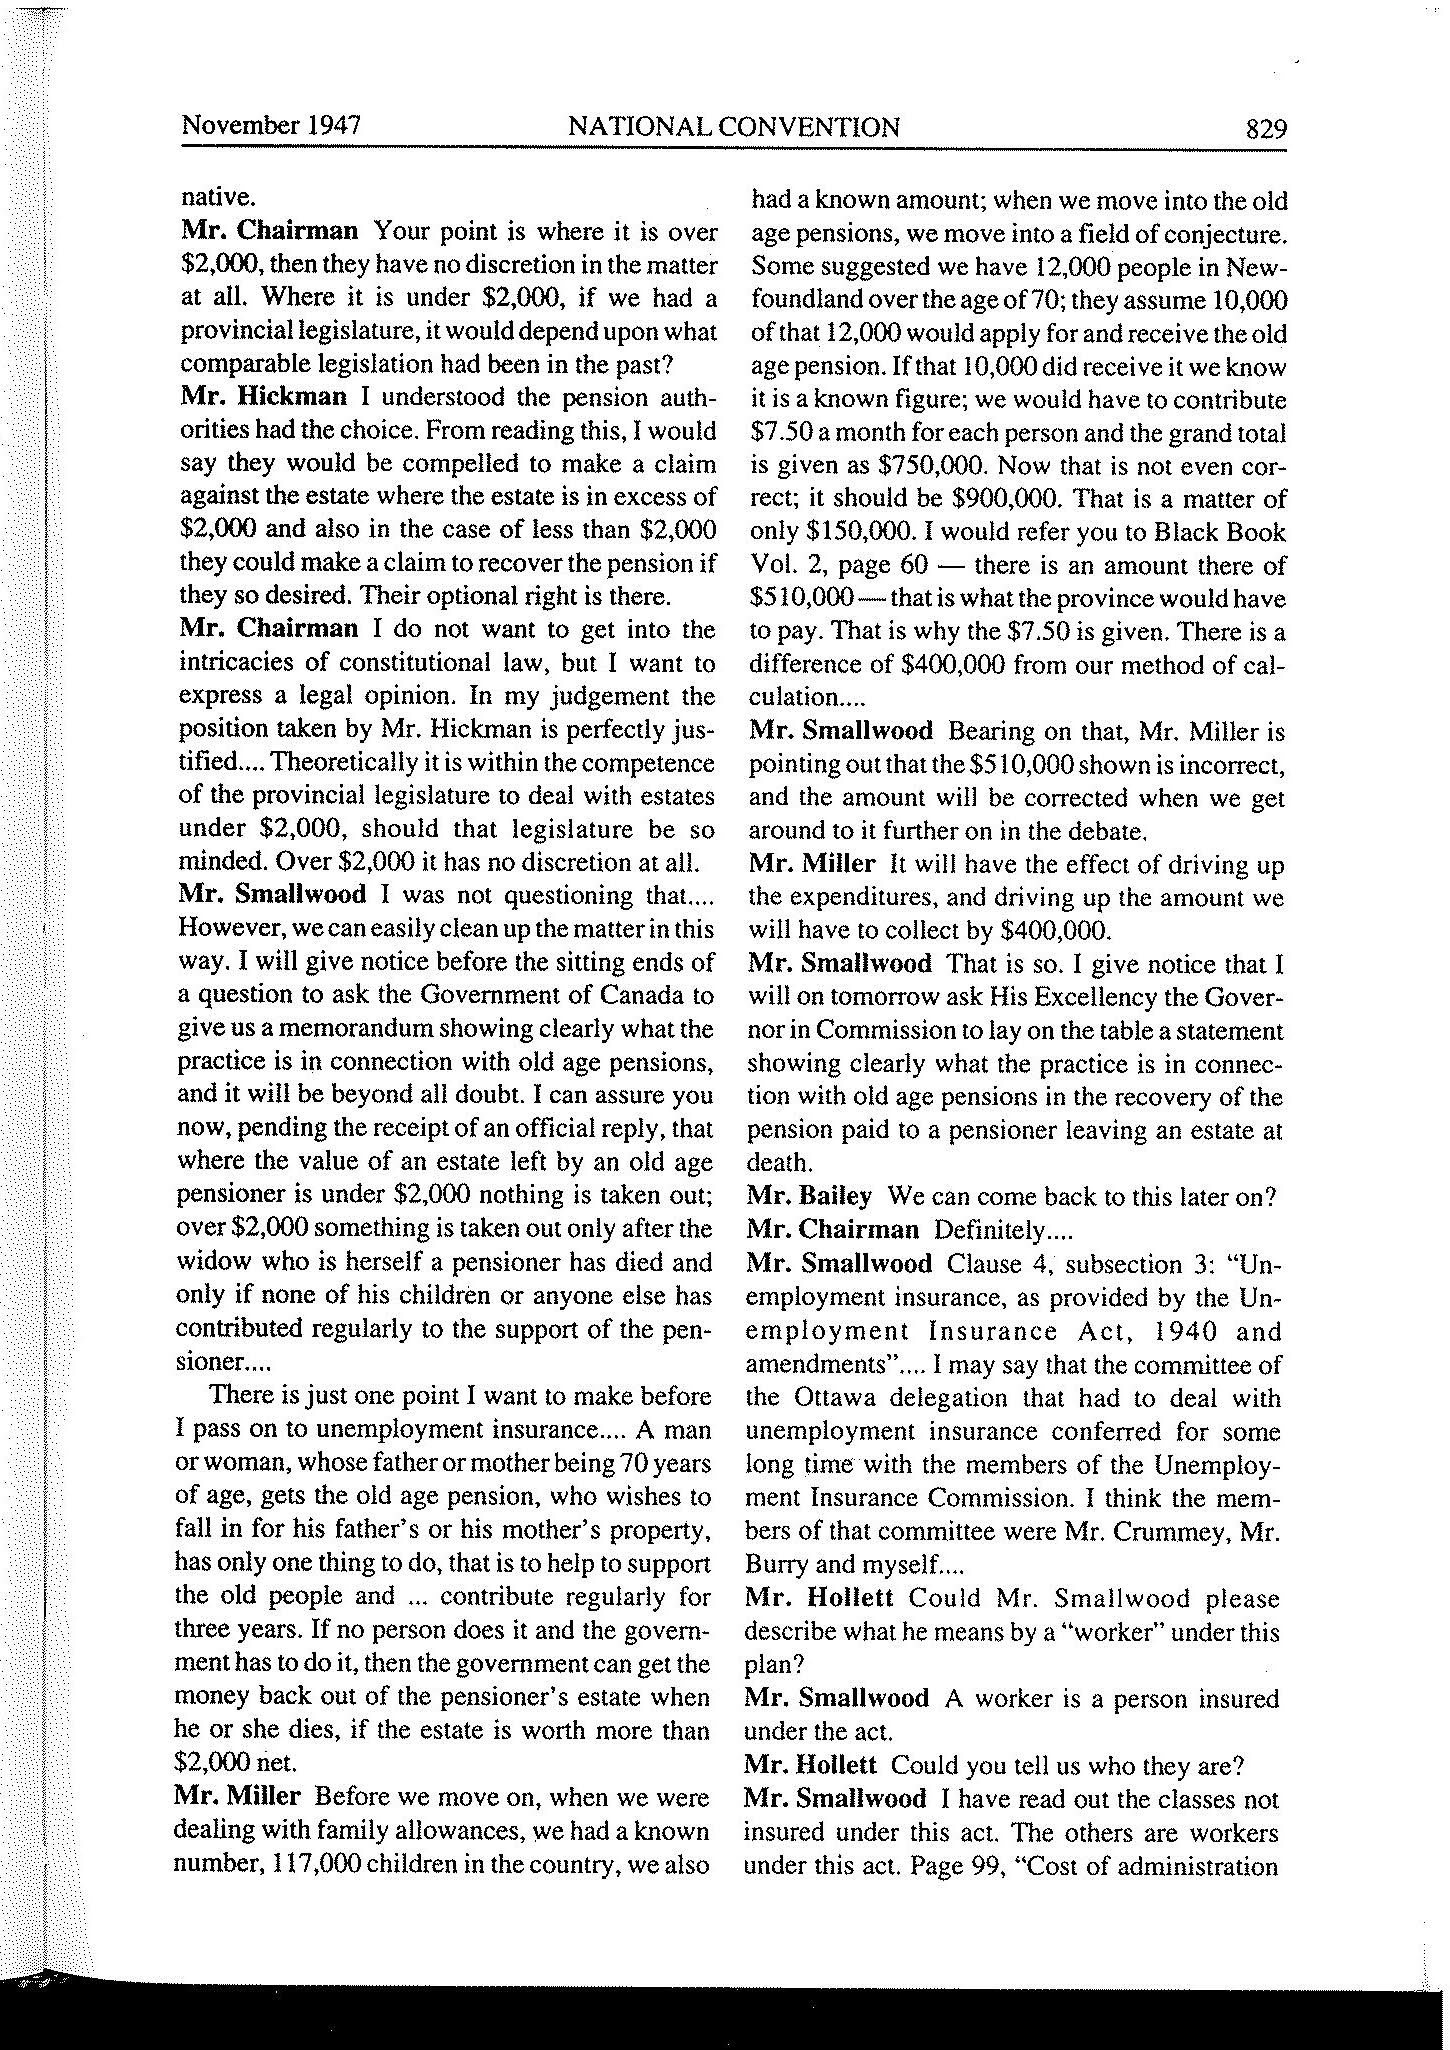 November 1947 NATIONAL CONVENTION 829
native.
Mr. Chairman Your point is where it is over
$2,000, then they have no discretion in the matter
at all. Where it is under $2,000, if we had a
provincial legislature, it would depend upon what
comparable legislation had been in the past?
Mr. Hickman I understood the pension auth-
orities had the choice. From reading this, I would
say they would be compelled to make a claim
against the estate where the estate is in excess of
$2,000 and also in the case of less than $2,000
they could make a claim to recover the pension if
they so desired. Their optional right is there.
Mr. Chairman I do not want to get into the
intricacies of constitutional law, but I want to
express a legal opinion. In my judgement the
position taken by Mr. Hickman is perfectly jus-
tified.... Theoretically it is within the competence
of the provincial legislature to deal with estates
under $2,000, should that legislature be so
minded. Over $2,000 it has no discretion at all.
Mr. Smallwood I was not questioning that....
However, we can easily clean up the matter in this
way. I will give notice before the sitting ends of
a question to ask the Government of Canada to
give us a memorandum showing clearly what the
practice is in connection with old age pensions,
and it will be beyond all doubt. I can assure you
now, pending the receipt of an official reply, that
where the value of an estate left by an old age
pensioner is under $2,000 nothing is taken out;
over $2,000 something is taken out only after the
widow who is herself a pensioner has died and
only if none of his children or anyone else has
contributed regularly to the support of the pen-
sioner....
There is just one point I want to make before
I pass on to unemployment insurance.... A man
or woman, whose father or mother being 70 years
of age, gets the old age pension, who wishes to
fall in for his father's or his mother's property,
has only one thing to do, that is to help to support
the old people and ... contribute regularly for
three years. If no person does it and the govern-
ment has to do it, then the government can get the
money back out of the pensioner's estate when
he or she dies, if the estate is worth more than
$2,000 net.
Mr. Miller Before we move on, when we were
dealing with family allowances, we had a known
number, 117,000 children in the country, we also
had a known amount; when we move into the old
age pensions, we move into a field of conjecture.
Some suggested we have 12,000 people in New-
foundland over the age of 70; they assume 10,000
of that 12,000 would apply for and receive the old
age pension. If that 10,000 did receive it we know
it is a known figure; we would have to contribute
$7.50 a month for each person and the grand total
is given as $750,000. Now that is not even cor-
rect; it should be $900,000. That is a matter of
only $150,000. I would refer you to Black Book
Vol. 2, page 60 — there is an amount there of
$510,000 — that is what the province would have
to pay. That is why the $7.50 is given. There is a
difference of $400,000 from our method of cal-
culation....
Mr. Smallwood Bearing on that, Mr. Miller is
pointing out that the $510,000 shown is incorrect,
and the amount will be corrected when we get
around to it further on in the debate.
Mr. Miller It will have the effect of driving up
the expenditures, and driving up the amount we
will have to collect by $400,000.
Mr. Smallwood That is so. I give notice that I
will on tomorrow ask His Excellency the Gover-
nor in Commission to lay on the table a statement
showing clearly what the practice is in connec-
tion with old age pensions in the recovery of the
pension paid to a pensioner leaving an estate at
death.
Mr. Bailey We can come back to this later on?
Mr. Chairman Definitely....
Mr. Smallwood Clause 4, subsection 3: "Un-
employment insurance, as provided by the Un-
employment Insurance Act, 1940 and
amendments".... I may say that the committee of
the Ottawa delegation that had to deal with
unemployment insurance conferred for some
long time with the members of the Unemploy-
ment Insurance Commission. I think the mem-
bers of that committee were Mr. Crummey, Mr.
Burry and myself....
Mr. Hollett Could Mr. Smallwood please
describe what he means by a "worker" under this
plan?
Mr. Smallwood A worker is a person insured
under the act.
Mr. Hollett Could you tell us who they are?
Mr. Smallwood I have read out the classes not
insured under this act. The others are workers
under this act. Page 99, "Cost of administration